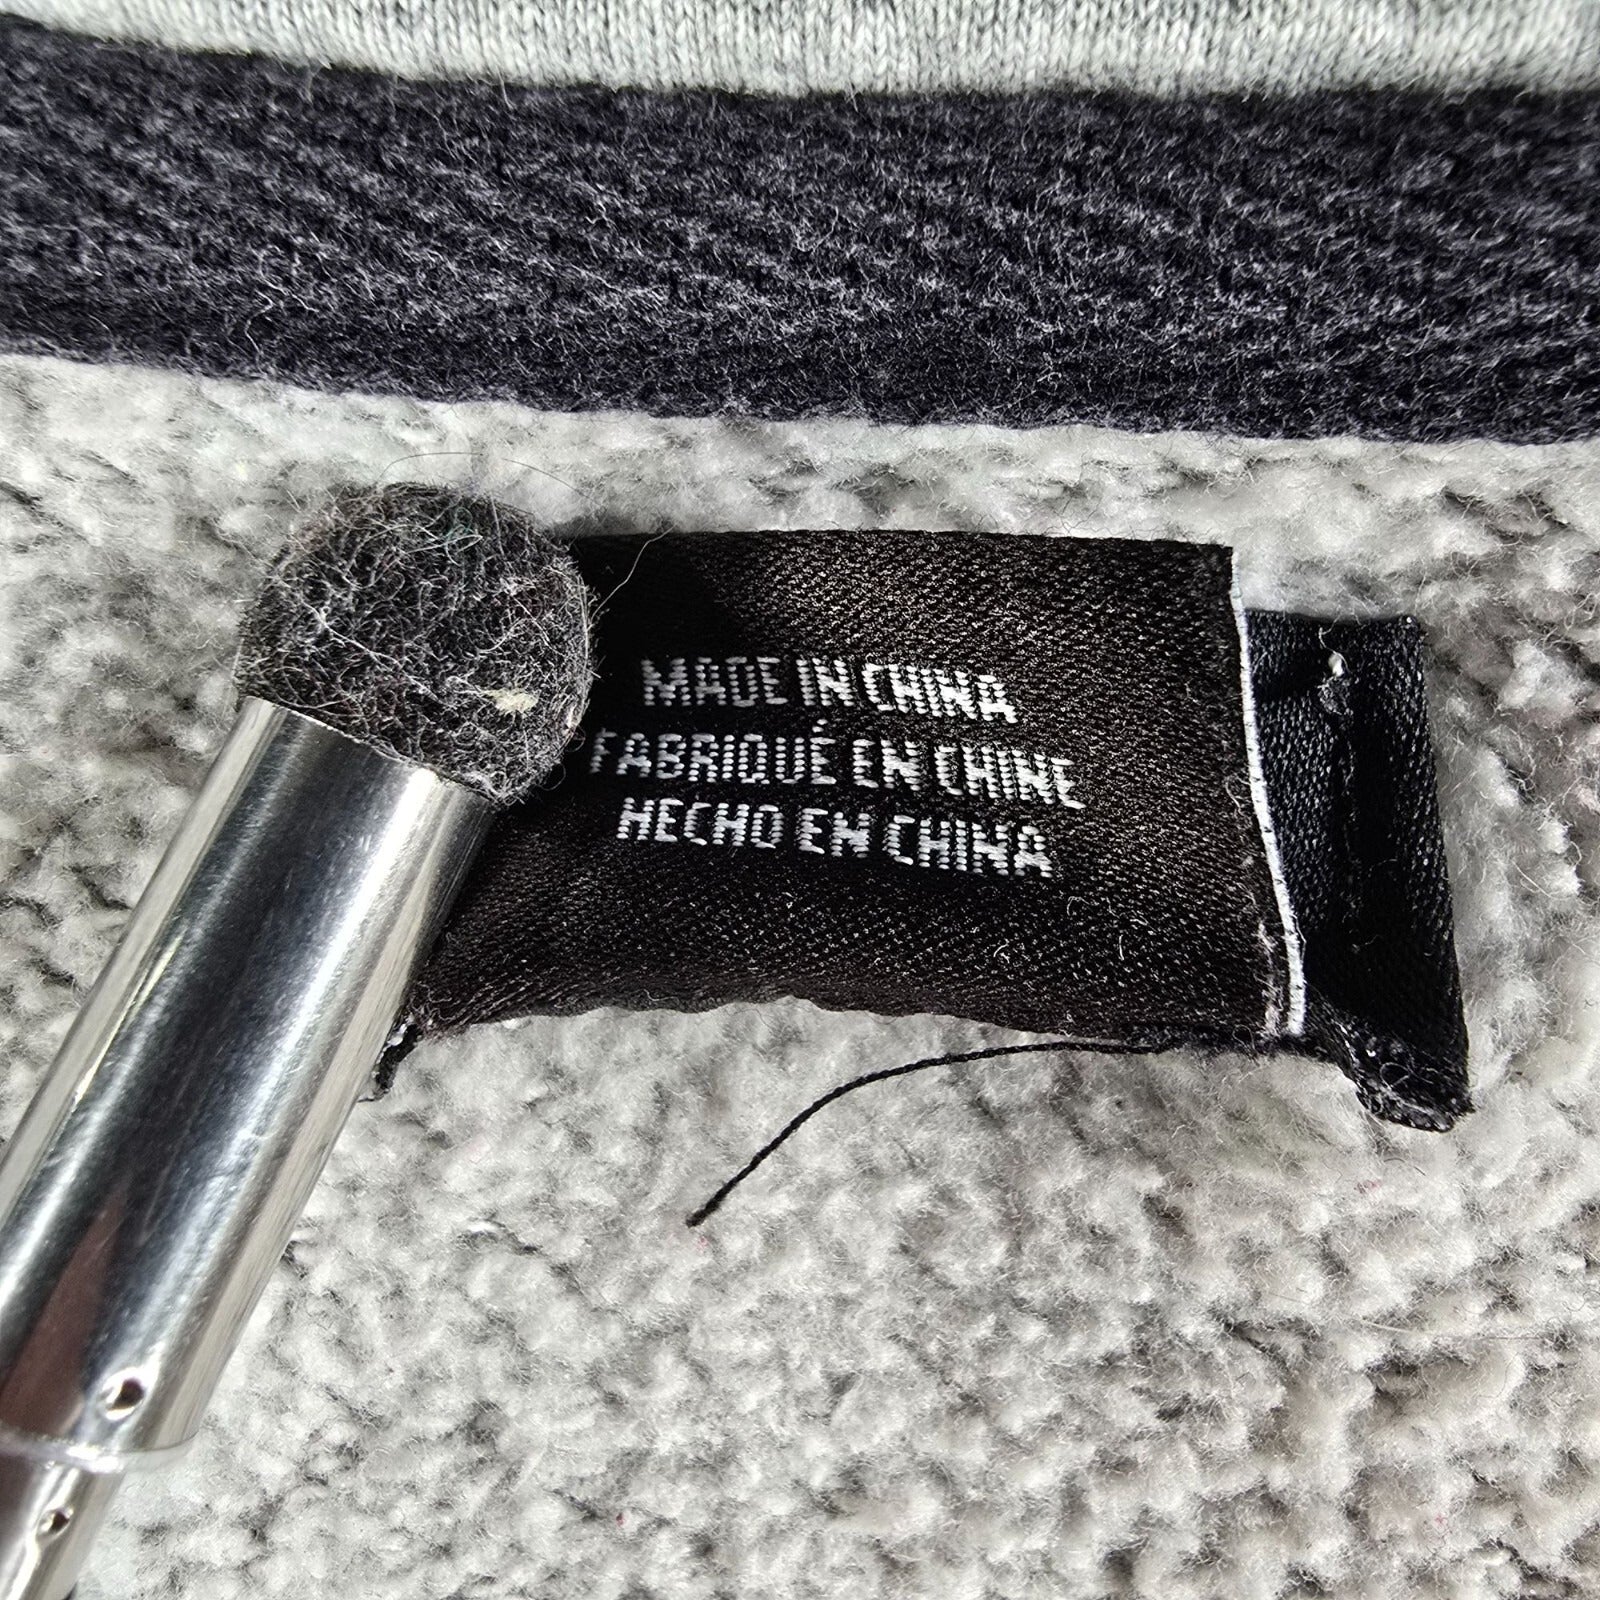 MADE IN CHINA
FABRIQUÉ EN CHINE
HECHO EN CHINA